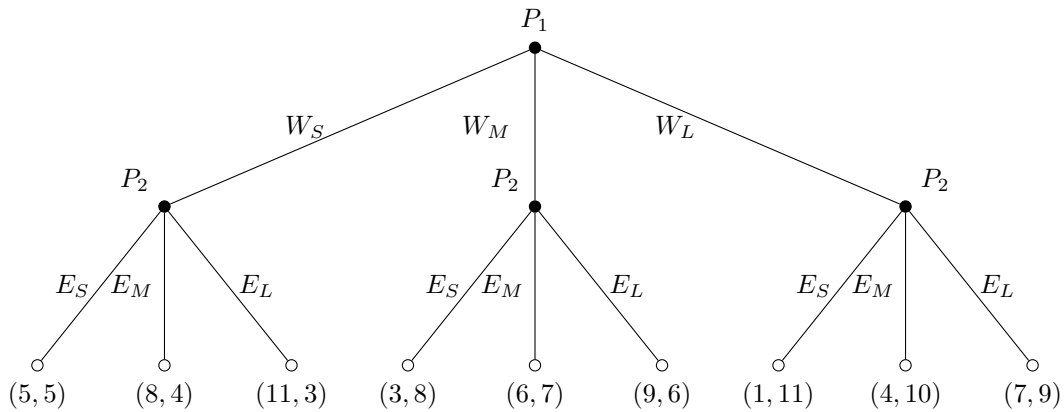 P1
WS WM WL
P2 P2 P2
ES EM EL ES EM EL ES EM EL
(5, 5) (8, 4) (11, 3) (3, 8) (6, 7) (9, 6) (1, 11) (4, 10) (7, 9)